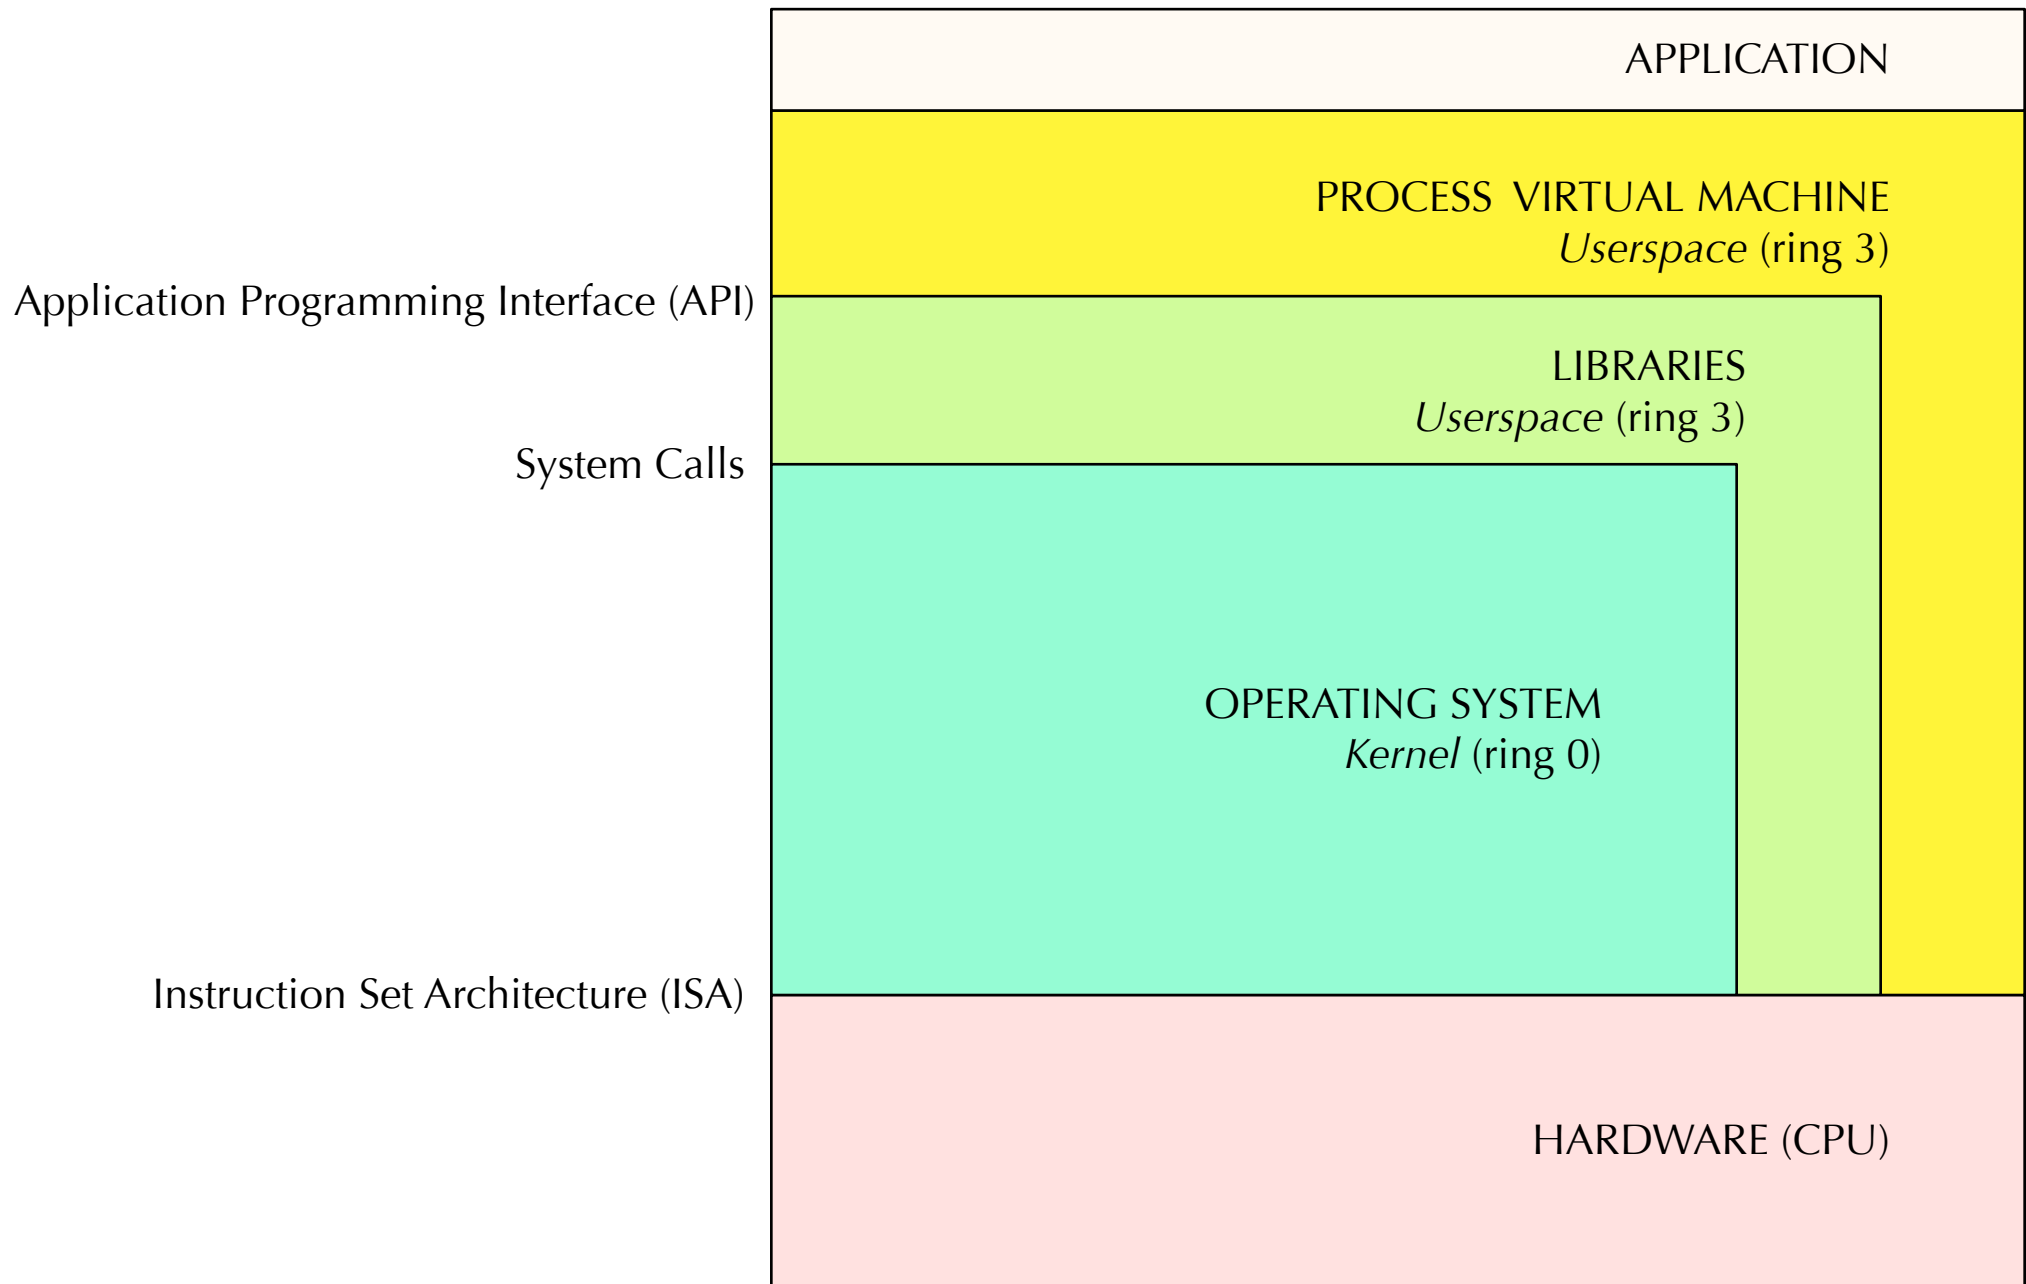 APPLICATION
PROCESS VIRTUAL MACHINE
Userspace (ring 3)
Application Programming Interface (API)
LIBRARIES
Userspace (ring 3)
System Calls
OPERATING SYSTEM
Kernel (ring 0)
Instruction Set Architecture (ISA)
HARDWARE (CPU)